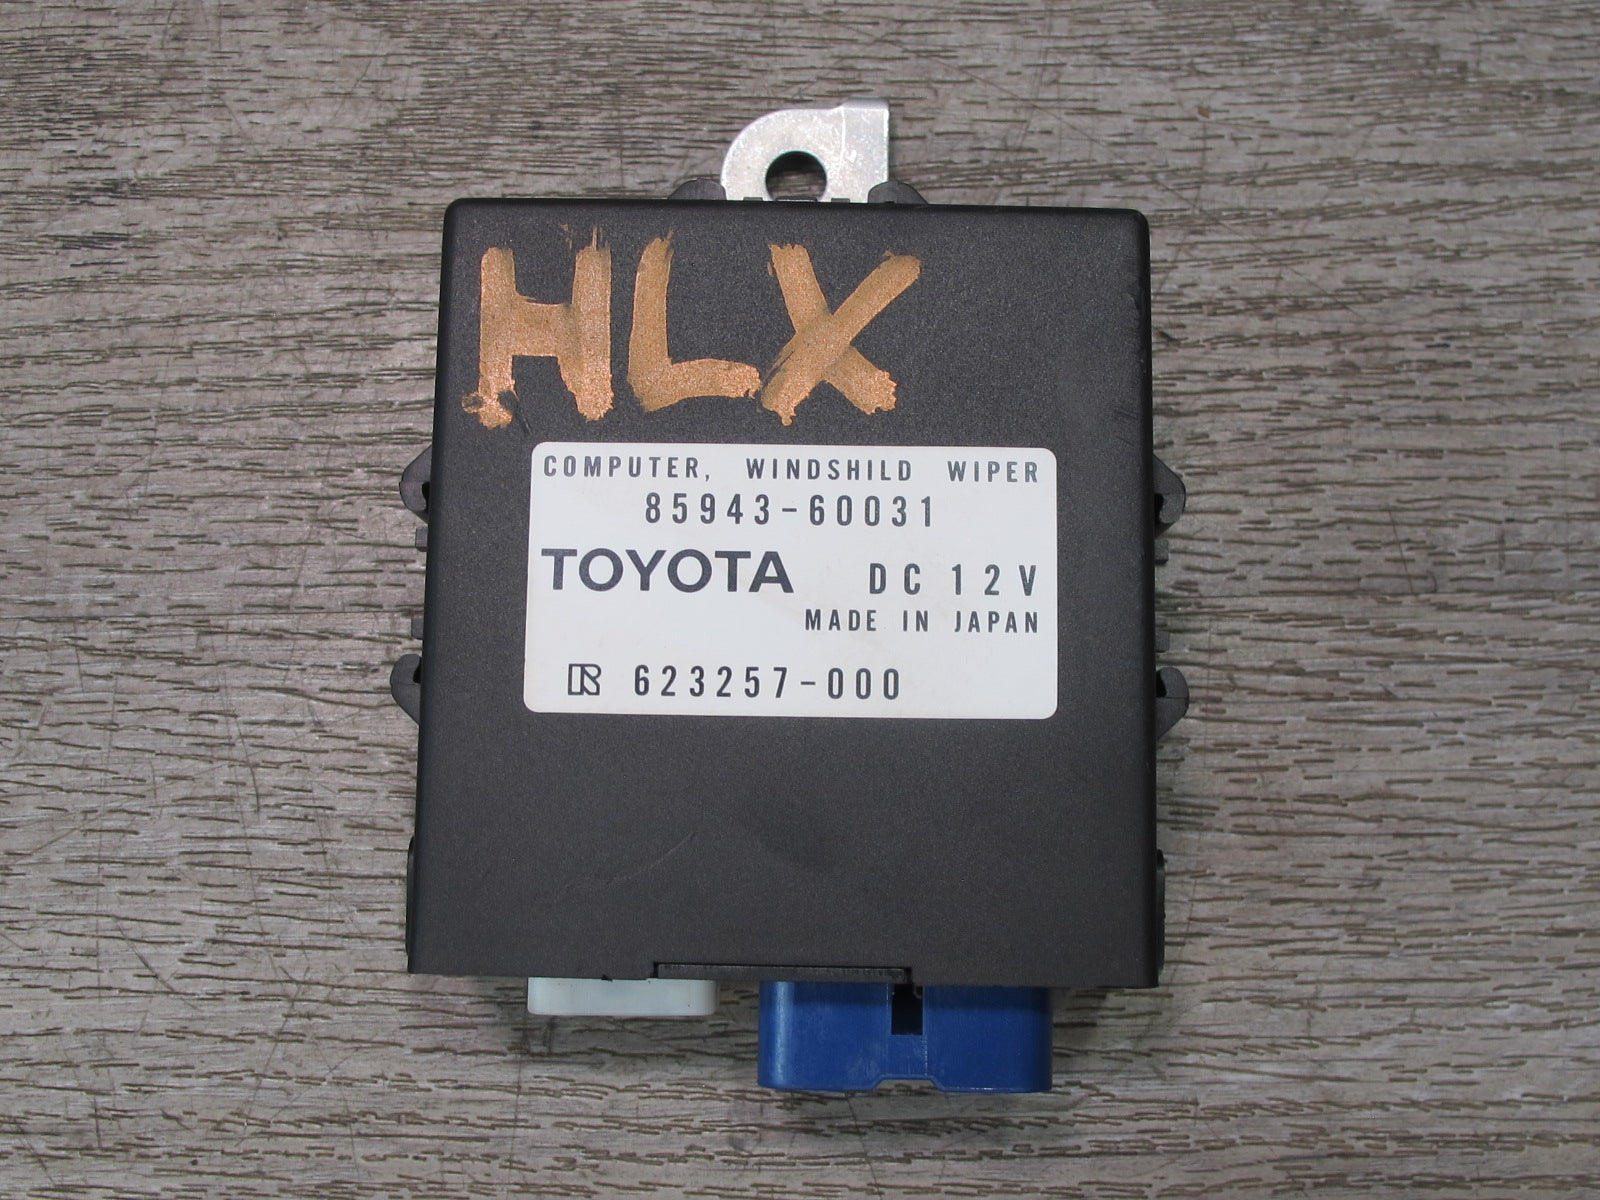 HLX
COMPUTER, WINDSHILD WIPER
85943-60031
TOYOTA DC 12V
MADE IN JAPAN
R 623257-000